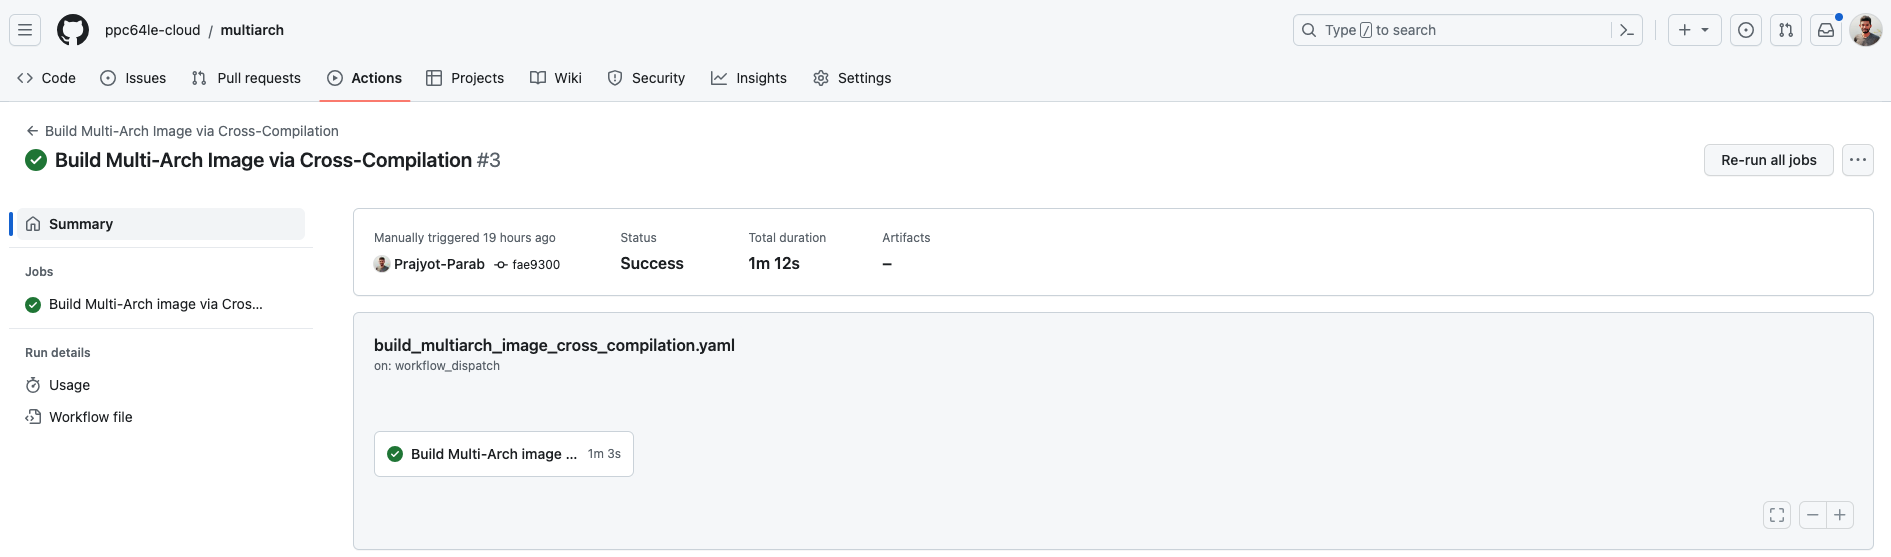 ppc64le-cloud / multiarch
Type / to search
Code Issues Pull requests Actions Projects Wiki Security Insights Settings
Build Multi-Arch Image via Cross-Compilation
Build Multi-Arch Image via Cross-Compilation #3
Re-run all jobs
Summary
Jobs
Build Multi-Arch image via Cros...
Run details
Usage
Workflow file
Manually triggered 19 hours ago
Prajyot-Parab fae9300
Status
Success
Total duration
1m 12s
Artifacts
–
build_multiarch_image_cross_compilation.yaml
on: workflow_dispatch
Build Multi-Arch image ... 1m 3s